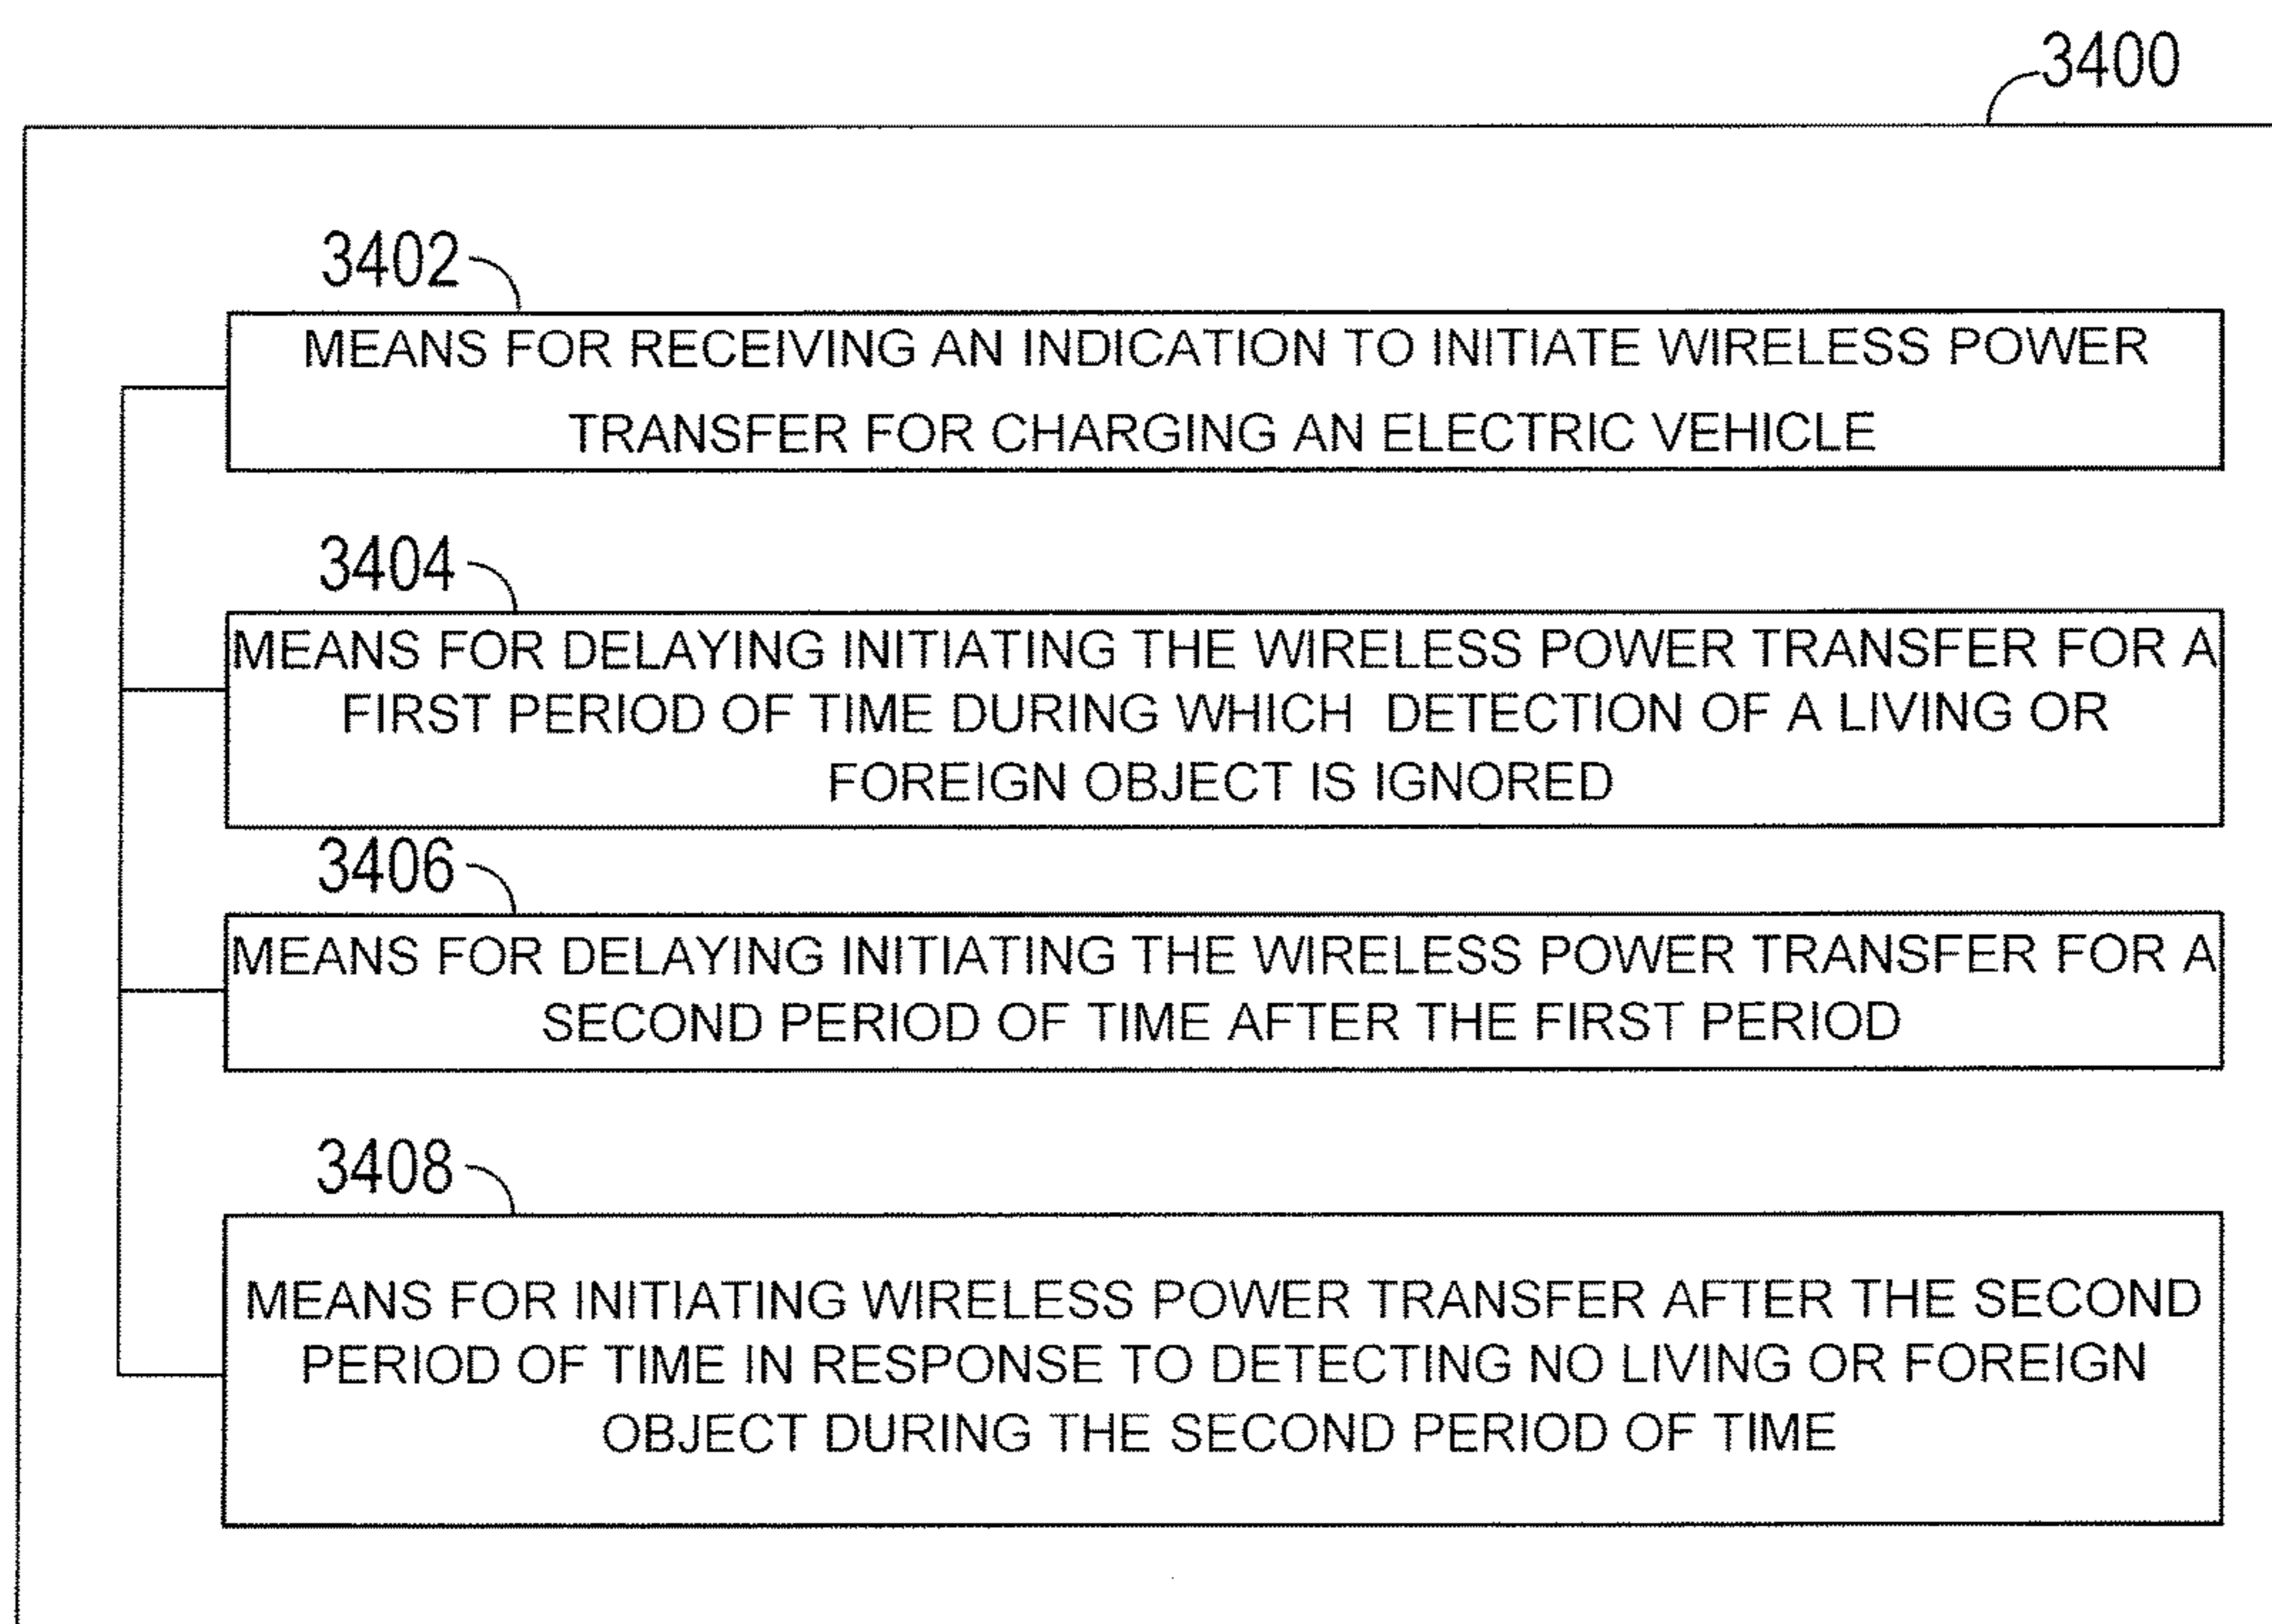 3400
3402
MEANS FOR RECEIVING AN INDICATION TO INITIATE WIRELESS POWER
TRANSFER FOR CHARGING AN ELECTRIC VEHICLE
3404
MEANS FOR DELAYING INITIATING THE WIRELESS POWER TRANSFER FOR A
FIRST PERIOD OF TIME DURING WHICH DETECTION OF A LIVING OR
FOREIGN OBJECT IS IGNORED
3406
MEANS FOR DELAYING INITIATING THE WIRELESS POWER TRANSFER FOR A
SECOND PERIOD OF TIME AFTER THE FIRST PERIOD
3408
MEANS FOR INITIATING WIRELESS POWER TRANSFER AFTER THE SECOND
PERIOD OF TIME IN RESPONSE TO DETECTING NO LIVING OR FOREIGN
OBJECT DURING THE SECOND PERIOD OF TIME